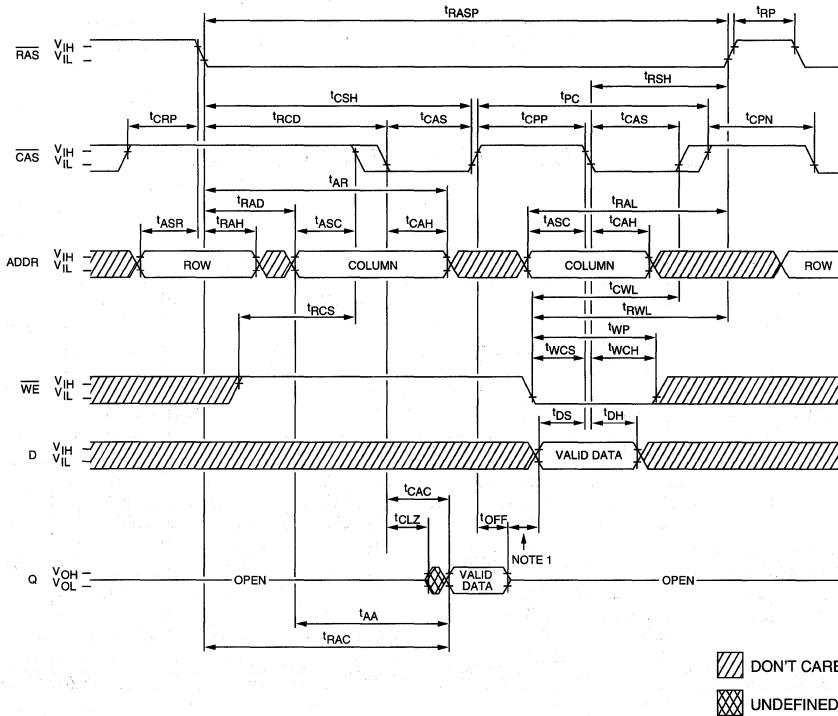 tRASP tRP
RAS VIH
VIL
tRSH
tCSH tPC
tCRP tRCD tCAS tCPP tCAS tCPN
CAS VIH
VIL
tAR
tRAD tRAL
tASR tRAH tASC tCAH tASC tCAH
ADDR VIH
VIL
ROW COLUMN COLUMN ROW
tCWL
tRCS tRWL
tWP
tWCS tWCH
WE VIH
VIL
tDS tDH
D VIH
VIL
VALID DATA
tCAC
tCLZ tOFF
NOTE 1
Q VOH
VOL
OPEN VALID DATA OPEN
tAA
tRAC
DON'T CARE
UNDEFINED